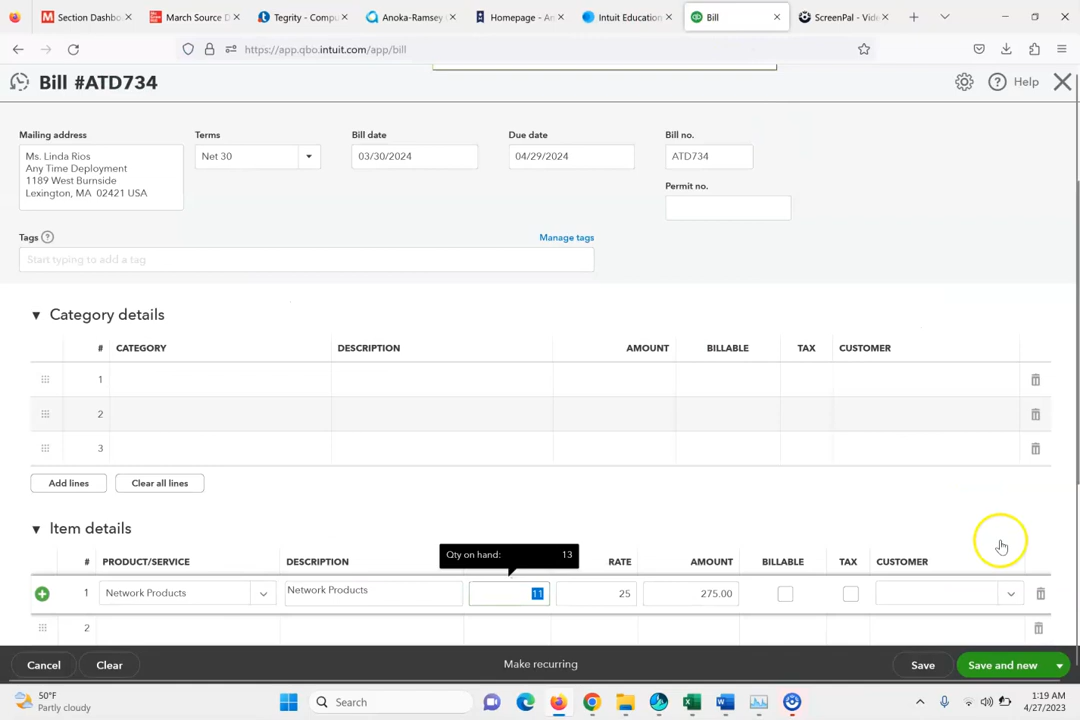 Section Dashbo
March Source D
Tegrity - Compu
Anoka-Ramsey
Homepage - An
Intuit Education
Bill
ScreenPal - Vide
https://app.qbo.intuit.com/app/bill
Bill #ATD734
Help
Mailing address
Terms
Bill date
Due date
Bill no.
Ms. Linda Rios
Any Time Deployment
1189 West Burnside
Lexington, MA 02421 USA
Net 30
03/30/2024
04/29/2024
ATD734
Permit no.
Tags
Manage tags
Start typing to add a tag
Category details
# CATEGORY DESCRIPTION AMOUNT BILLABLE TAX CUSTOMER
1
2
3
Add lines
Clear all lines
Item details
Qty on hand: 13
# PRODUCT/SERVICE DESCRIPTION RATE AMOUNT BILLABLE TAX CUSTOMER
1 Network Products Network Products 11 25 275.00
2
Cancel
Clear
Make recurring
Save
Save and new
50°F
Partly cloudy
Search
1:19 AM
4/27/2023